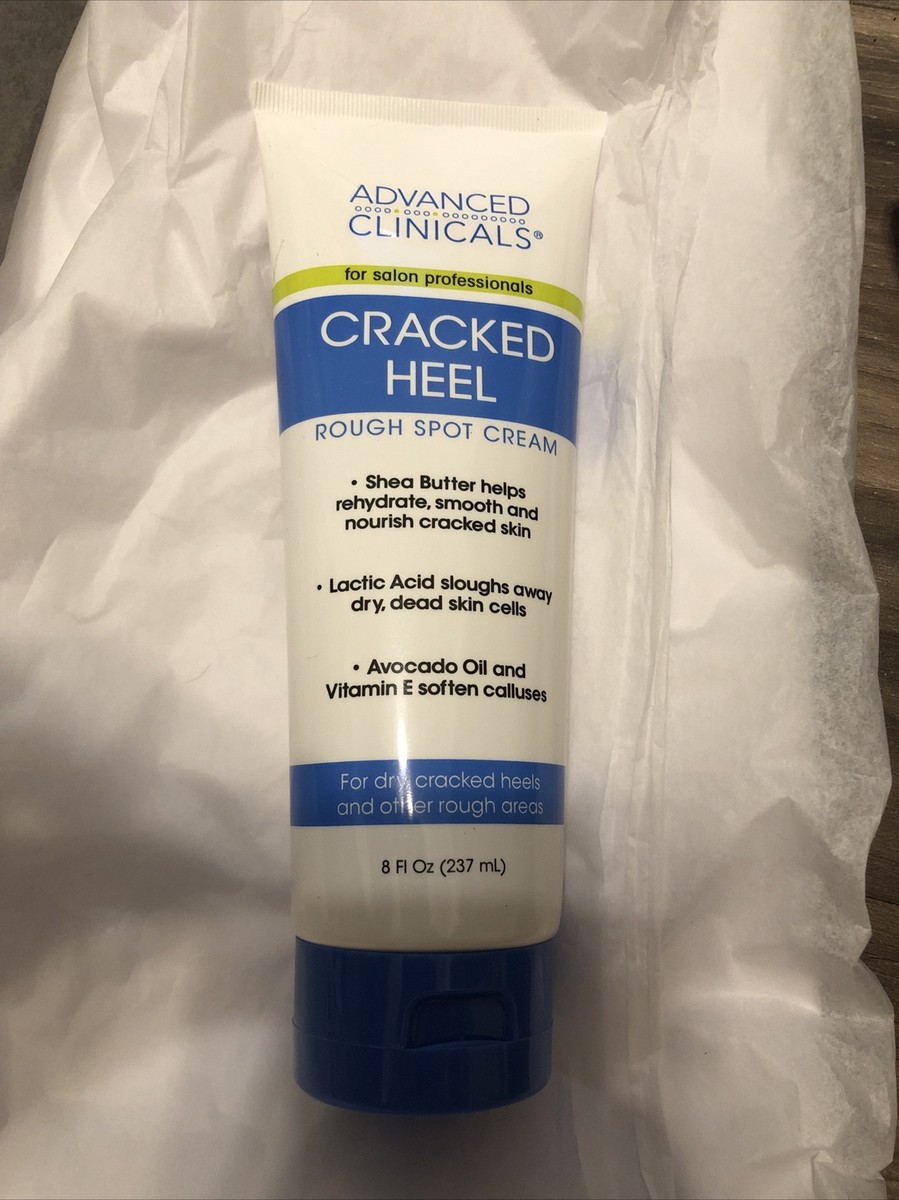 ADVANCED
CLINICALS®
for salon professionals
CRACKED
HEEL
ROUGH SPOT CREAM
• Shea Butter helps
rehydrate, smooth and
nourish cracked skin
• Lactic Acid sloughs away
dry, dead skin cells
• Avocado Oil and
Vitamin E soften calluses
For dry, cracked heels
and other rough areas
8 Fl Oz (237 mL)